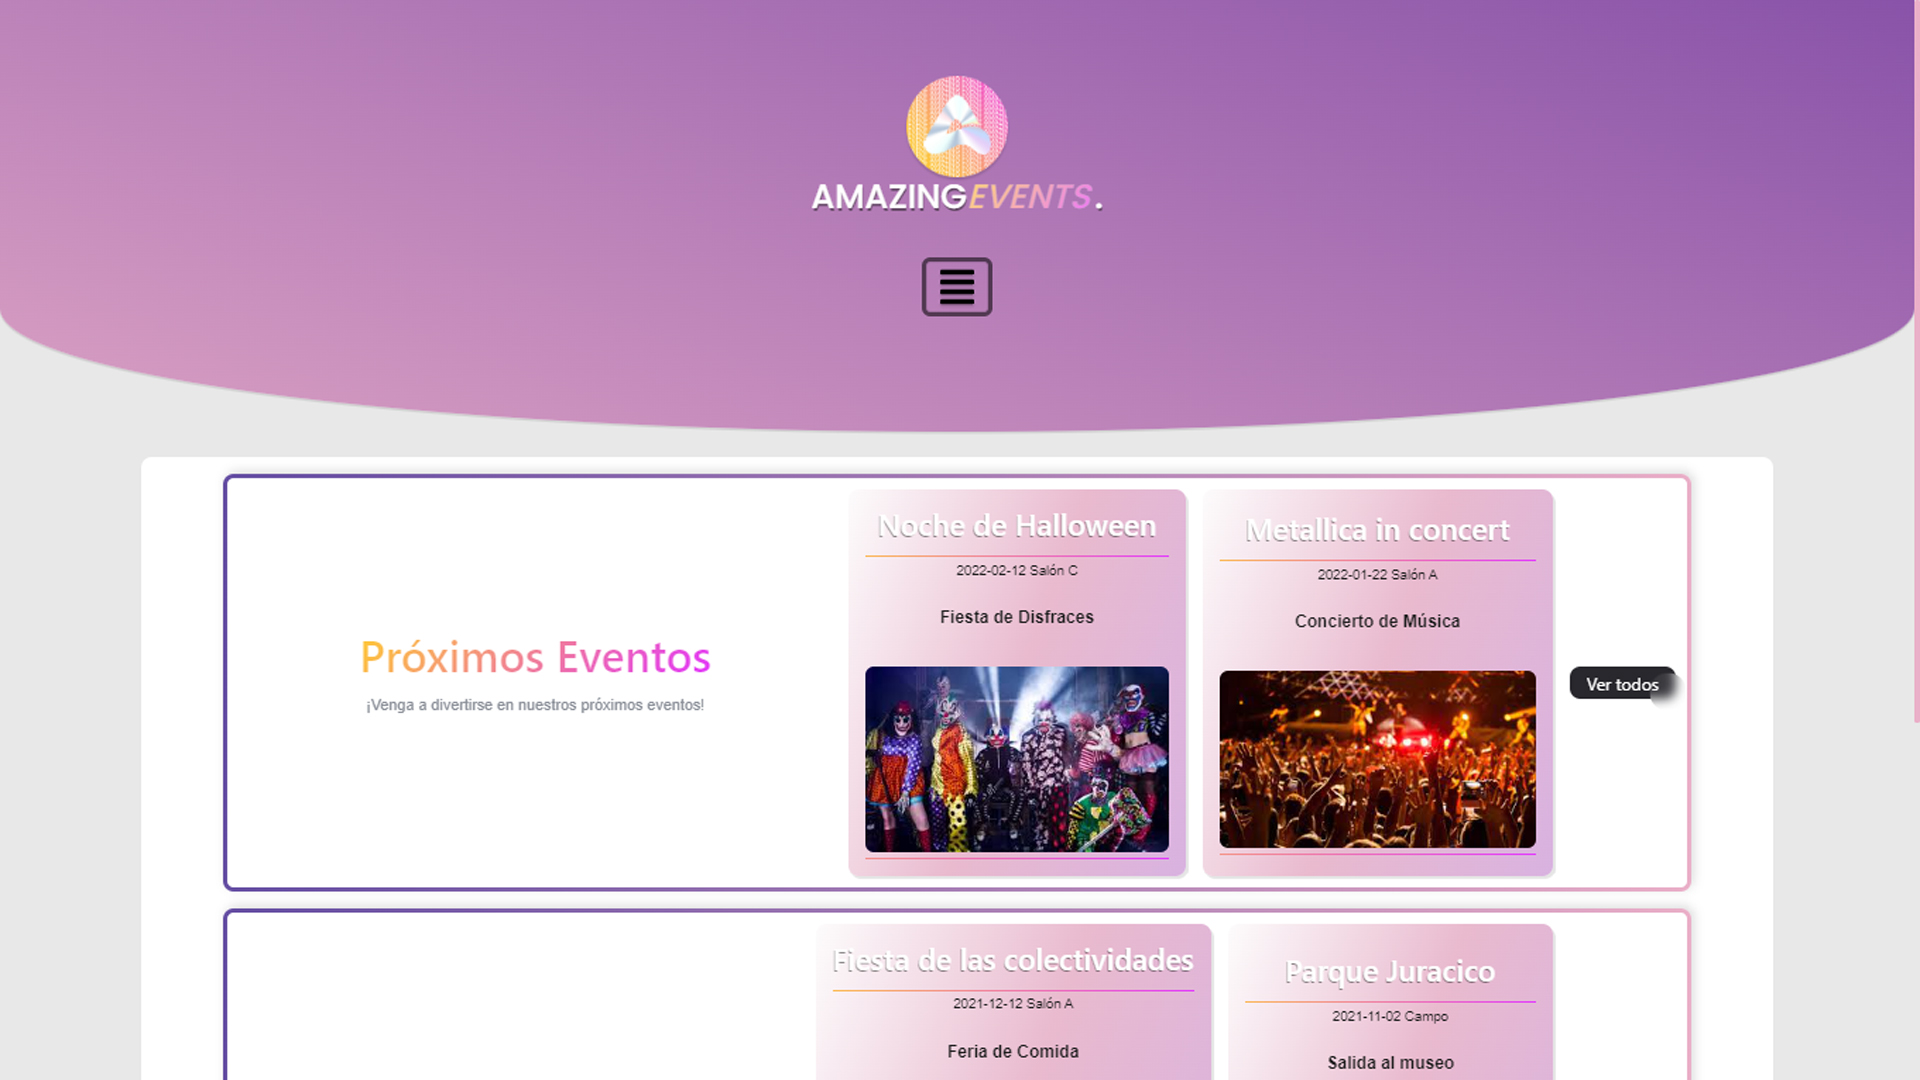 AMAZINGEVENTS.
Próximos Eventos
¡Venga a divertirse en nuestros próximos eventos!
Noche de Halloween
2022-02-12 Salón C
Fiesta de Disfraces
Metallica in concert
2022-01-22 Salón A
Concierto de Música
Ver todos
Fiesta de las colectividades
2021-12-12 Salón A
Feria de Comida
Parque Juracico
2021-11-02 Campo
Salida al museo